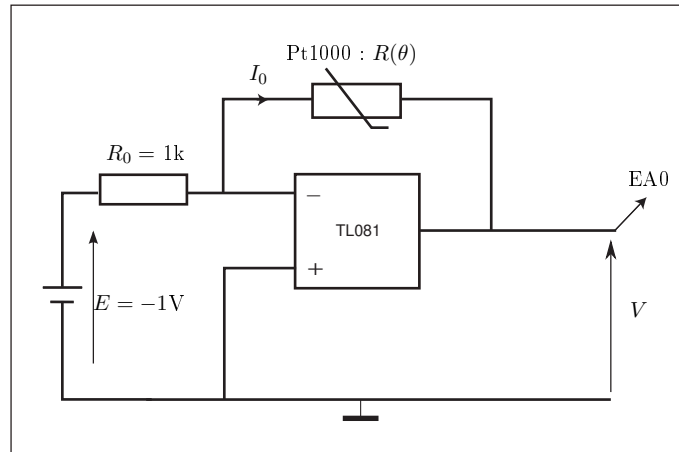 Pt1000 : R(θ)
I₀
R₀ = 1k
EA0
−
TL081
+
E = −1V
V